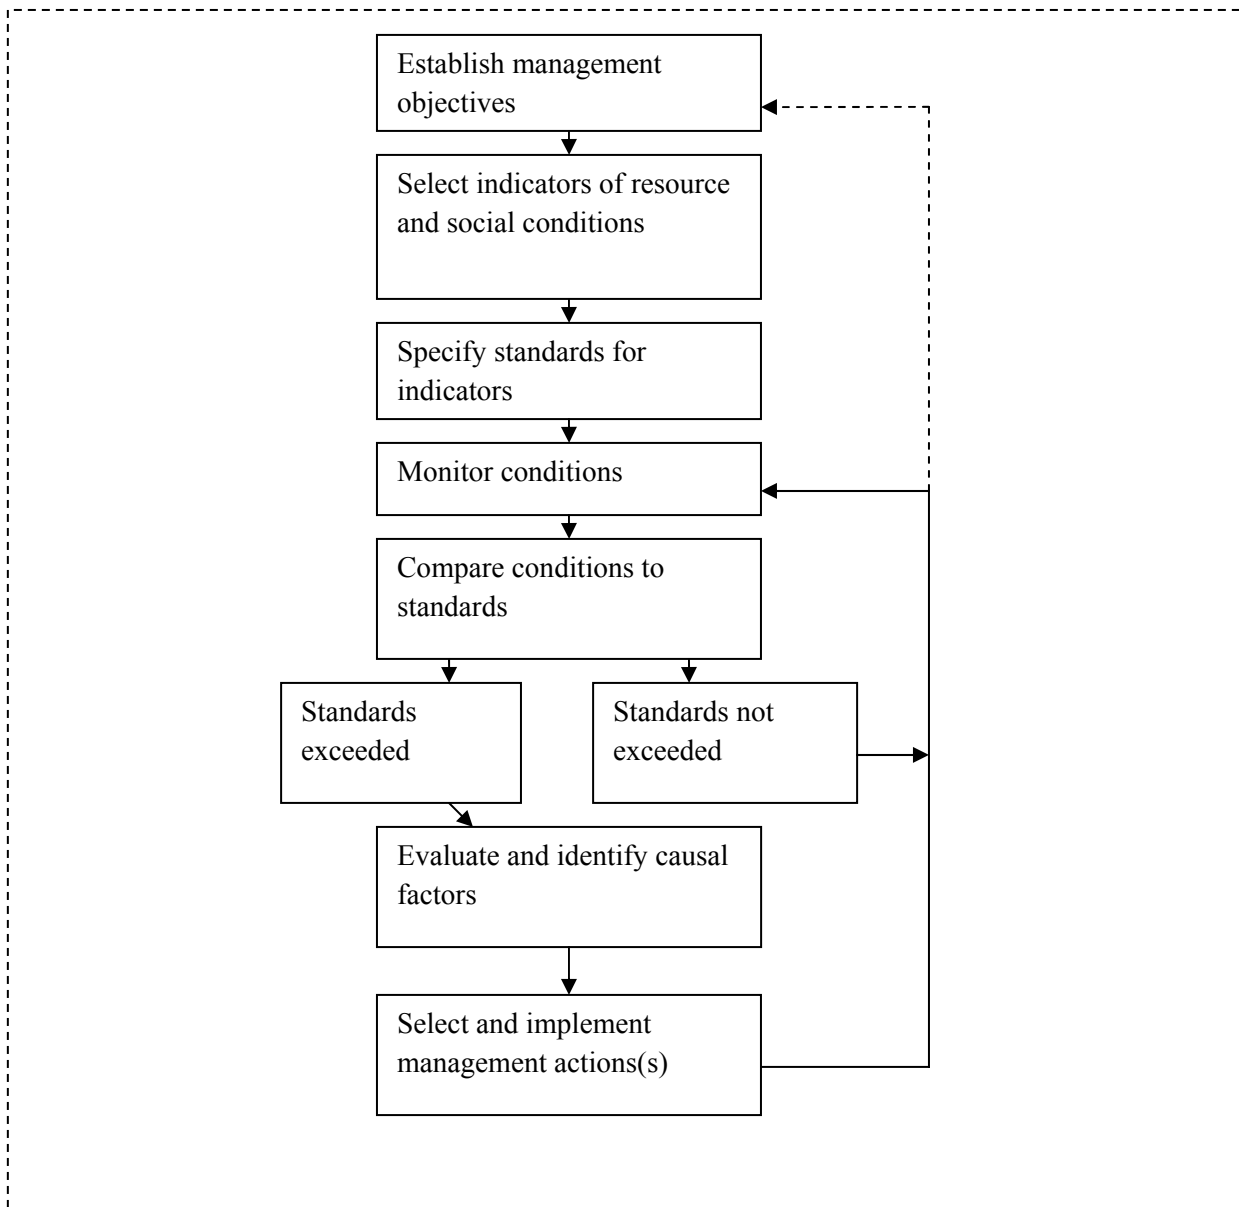 Establish management
objectives
Select indicators of resource
and social conditions
Specify standards for
indicators
Monitor conditions
Compare conditions to
standards
Standards
exceeded
Standards not
exceeded
Evaluate and identify causal
factors
Select and implement
management actions(s)